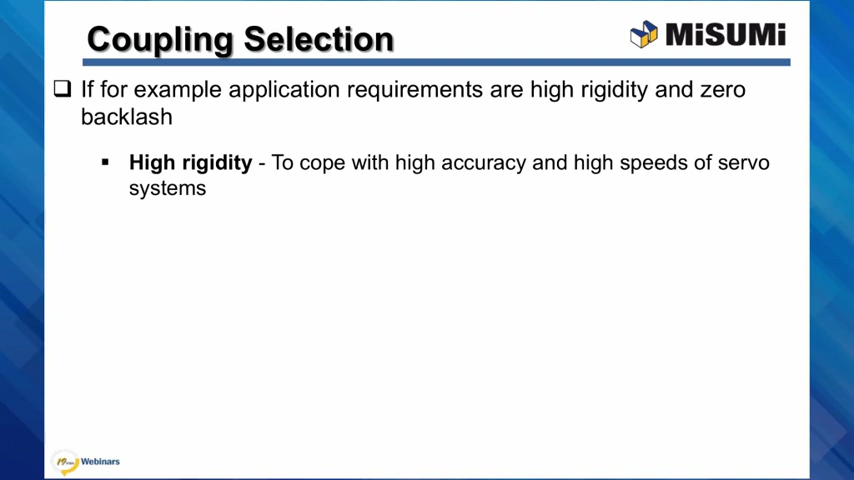 Coupling Selection
MiSUMi
If for example application requirements are high rigidity and zero
backlash
High rigidity - To cope with high accuracy and high speeds of servo
systems
Webinars